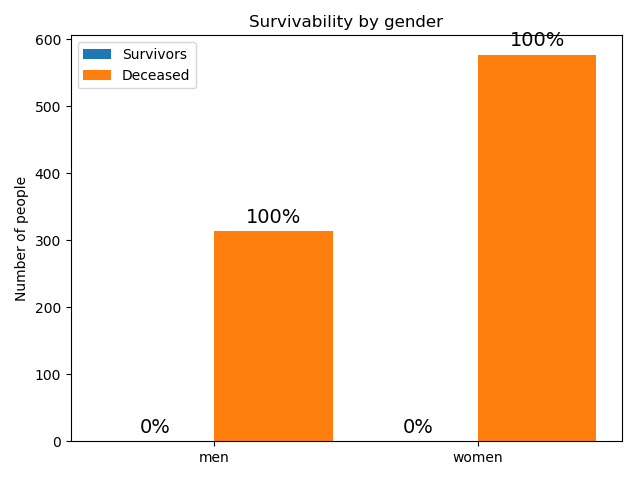 Survivability by gender
Survivors
Deceased
Number of people
600
500
400
300
200
100
0
0%
100%
0%
100%
men
women